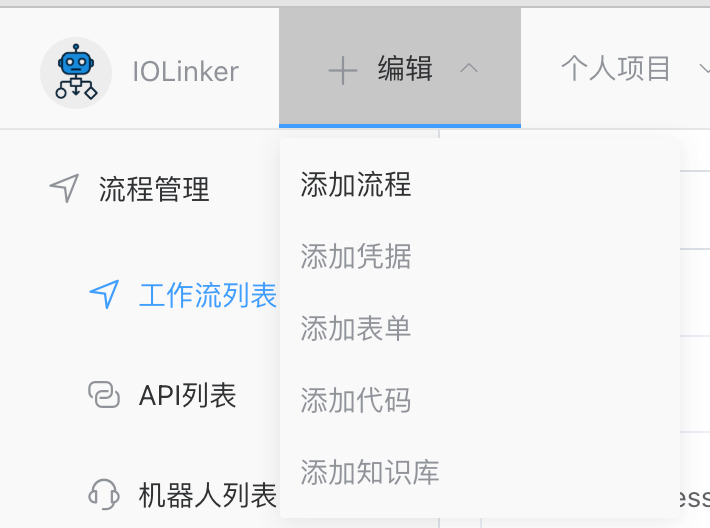 IOLinker
编辑
个人项目
流程管理
工作流列表
API列表
机器人列表
添加流程
添加凭据
添加表单
添加代码
添加知识库
ess